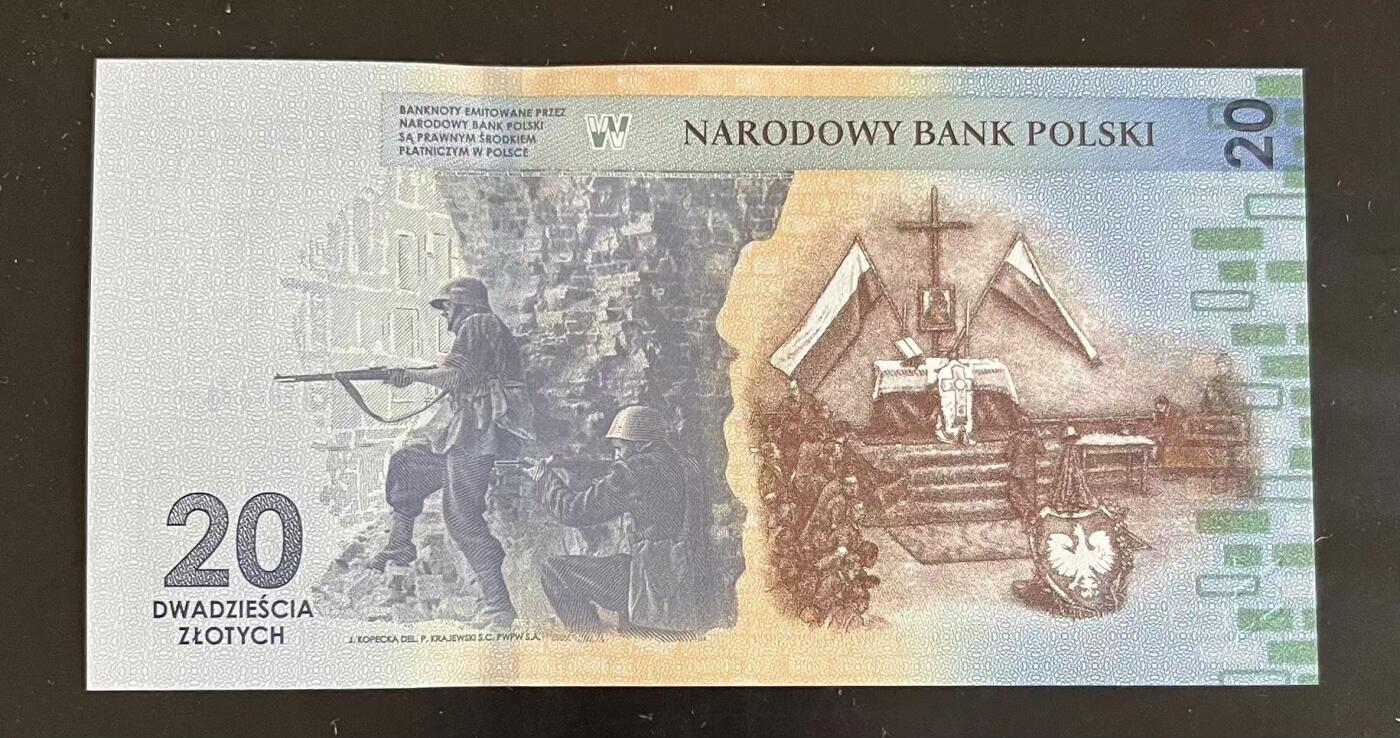 BANKNOTY EMITOWANE PRZEZ
NARODOWY BANK POLSKI
SĄ PRAWNYM ŚRODKIEM
PŁATNICZYM W POLSCE
NARODOWY BANK POLSKI
20
20
DWADZIEŚCIA
ZŁOTYCH
J. KOPECKA DEL. P. KRAJEWSKI S.C. PWPW S.A.